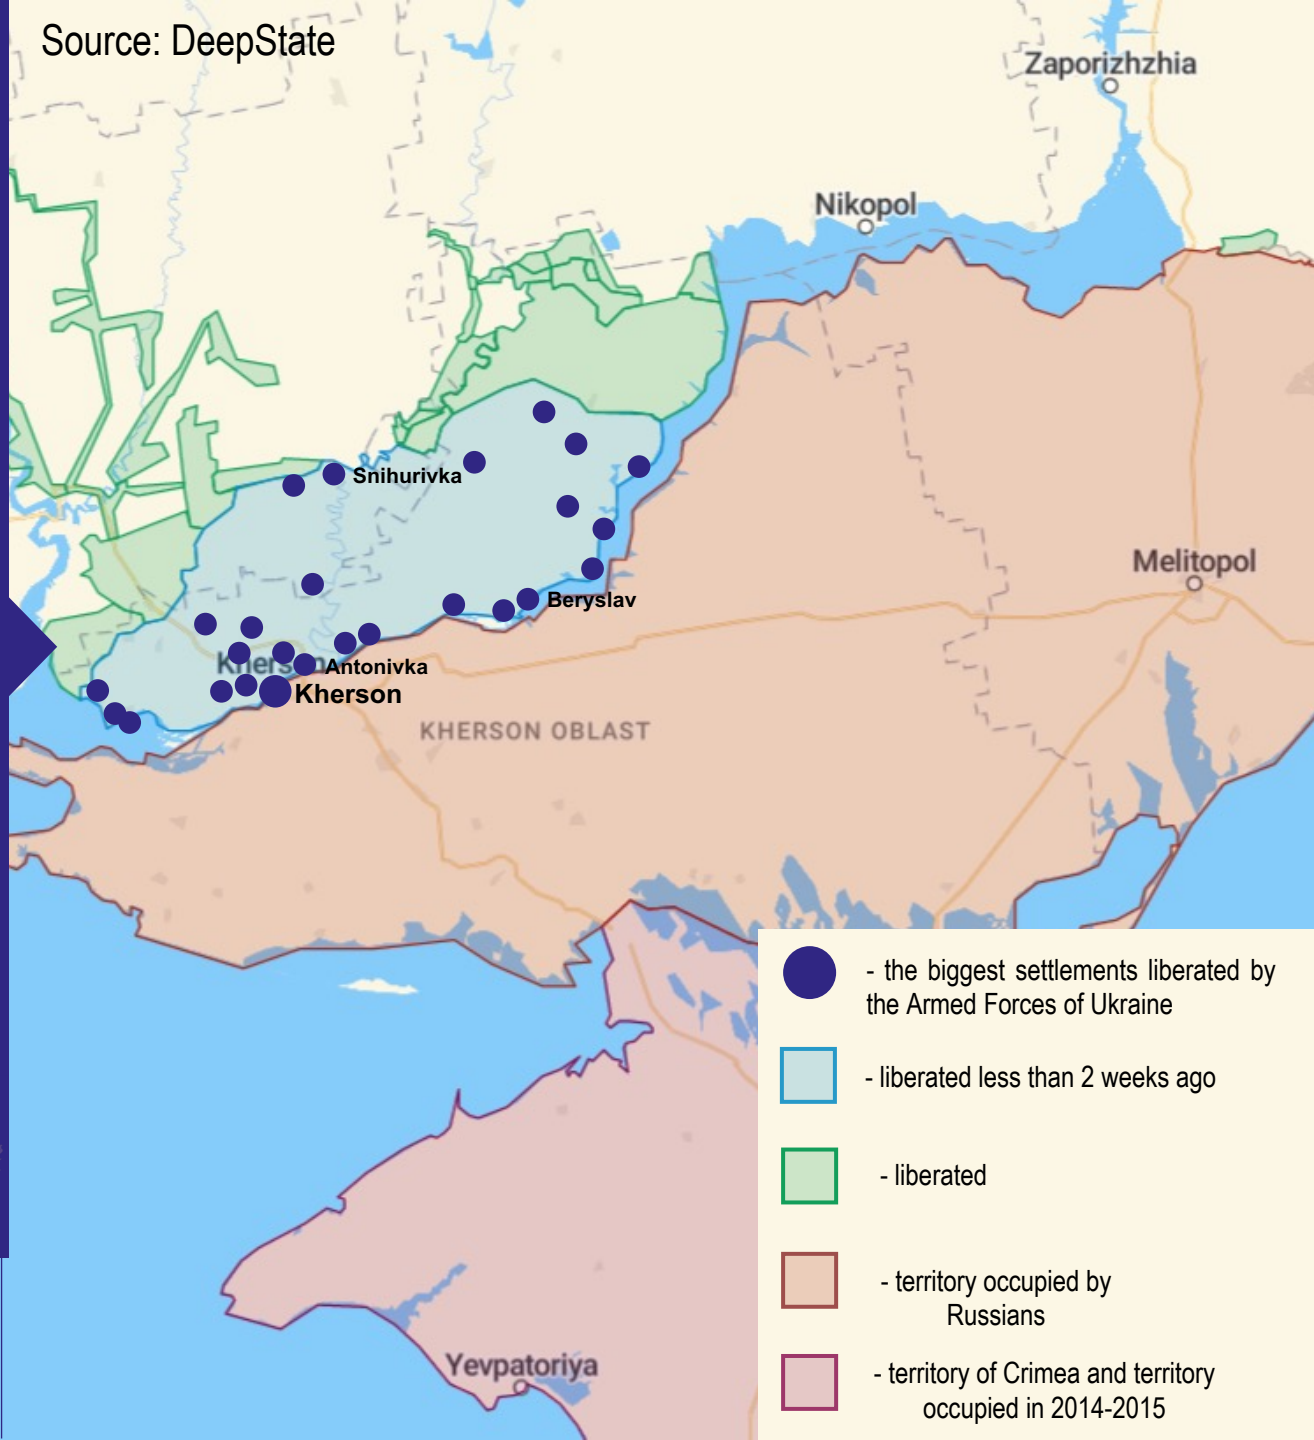 Source: DeepState
Zaporizhzhia
Nikopol
Snihurivka
Melitopol
Beryslav
Kherson
Antonivka
Kherson
KHERSON OBLAST
- the biggest settlements liberated by
the Armed Forces of Ukraine
- liberated less than 2 weeks ago
- liberated
- territory occupied by
Russians
- territory of Crimea and territory
occupied in 2014-2015
Yevpatoriya